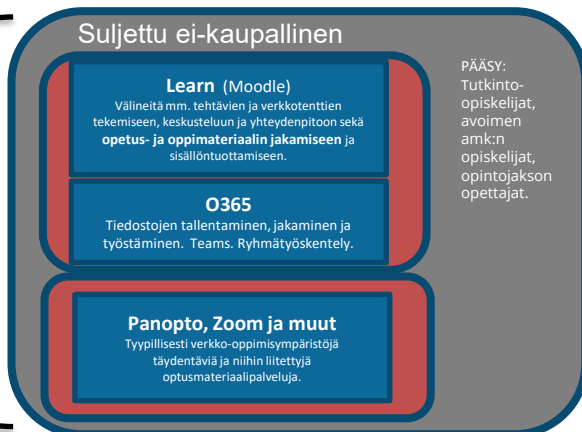 Suljettu ei-kaupallinen
Learn (Moodle)
Välineitä mm. tehtävien ja verkkotenttien
tekemiseen, keskusteluun ja yhteydenpitoon sekä
opetus- ja oppimateriaalin jakamiseen ja
sisällöntuottamiseen.
O365
Tiedostojen tallentaminen, jakaminen ja
työstäminen. Teams. Ryhmätyöskentely.
Panopto, Zoom ja muut
Tyypillisesti verkko-oppimisympäristöjä
täydentäviä ja niihin liitettyjä
optusmateriaalipalveluja.
PÄÄSY:
Tutkinto-
opiskelijat,
avoimen
amk:n
opiskelijat,
opintojakson
opettajat.